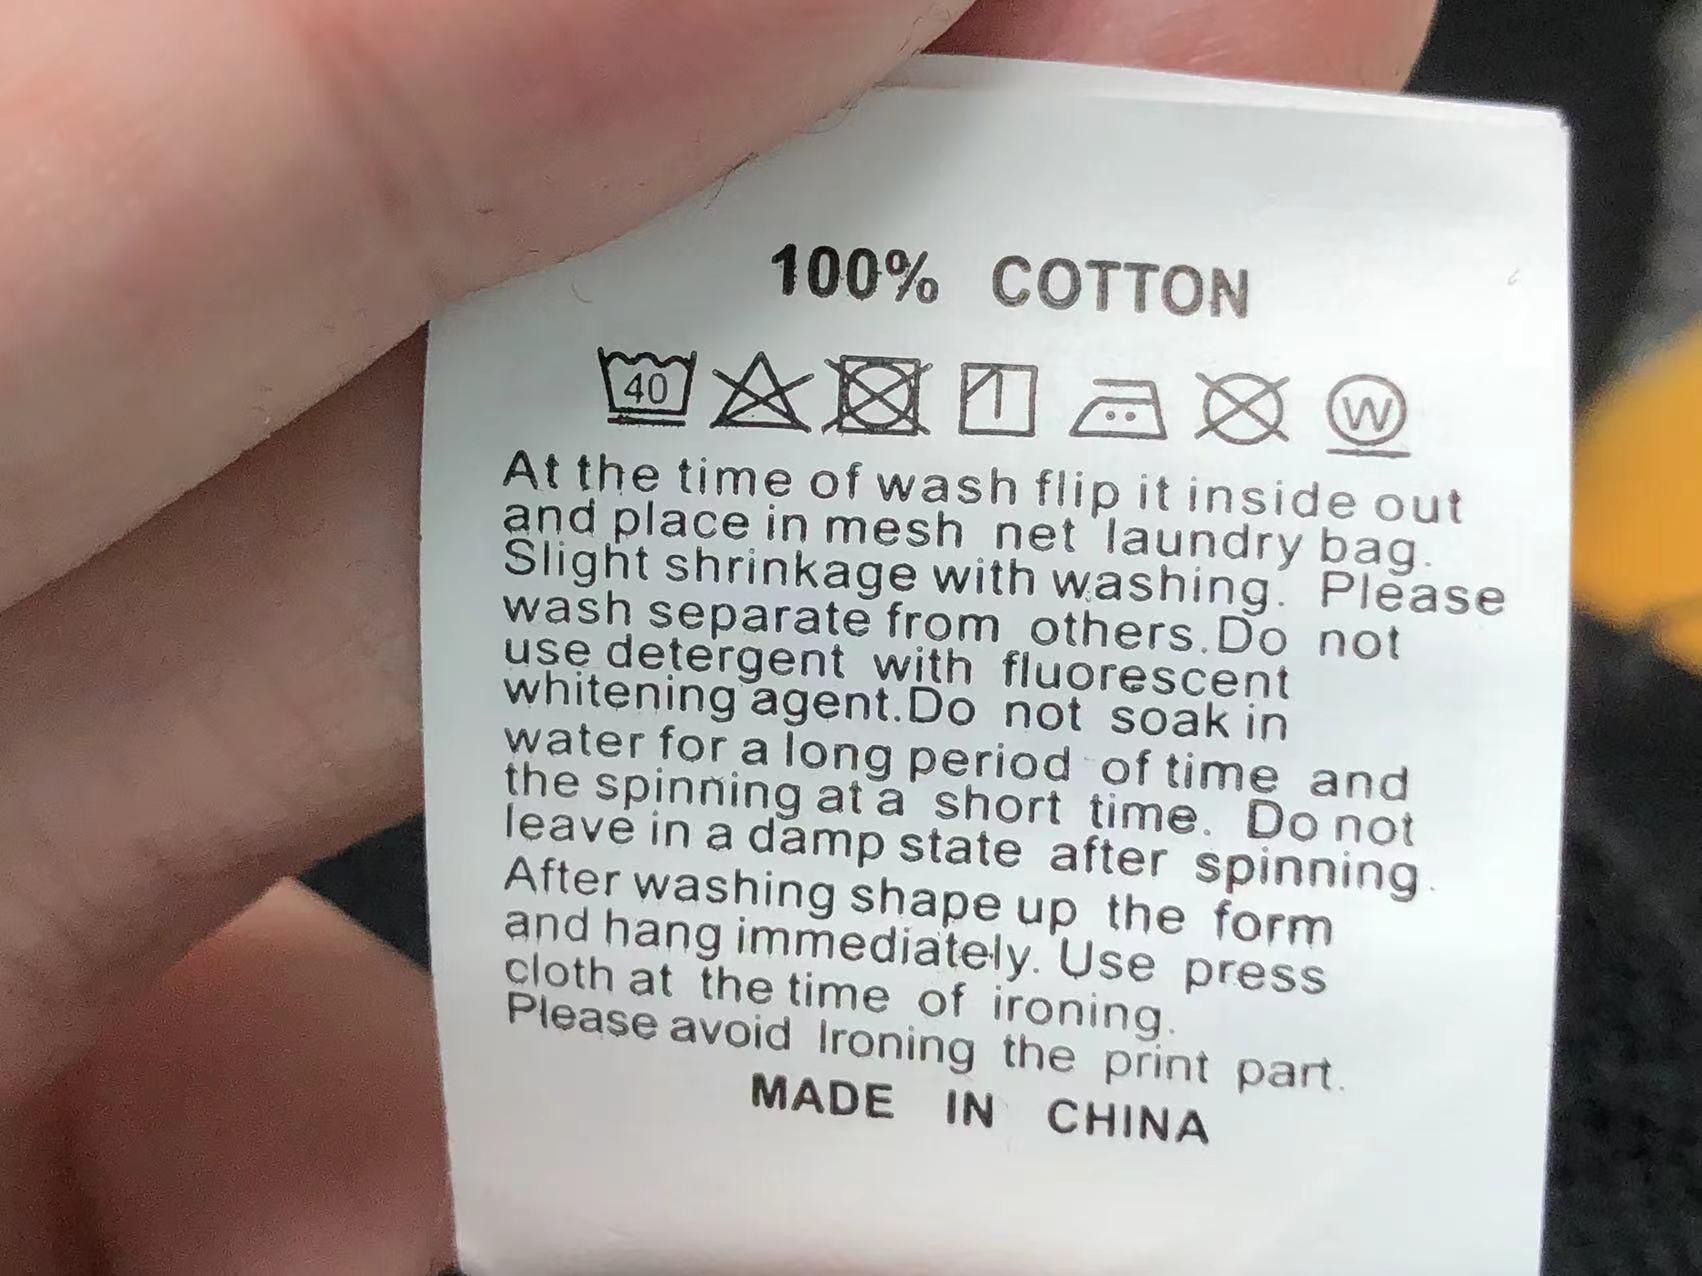 100% COTTON
40 W
At the time of wash flip it inside out
and place in mesh net laundry bag.
Slight shrinkage with washing. Please
wash separate from others.Do not
use detergent with fluorescent
whitening agent.Do not soak in
water for a long period of time and
the spinning at a short time. Do not
leave in a damp state after spinning.
After washing shape up the form
and hang immediately. Use press
cloth at the time of ironing.
Please avoid Ironing the print part.
MADE IN CHINA